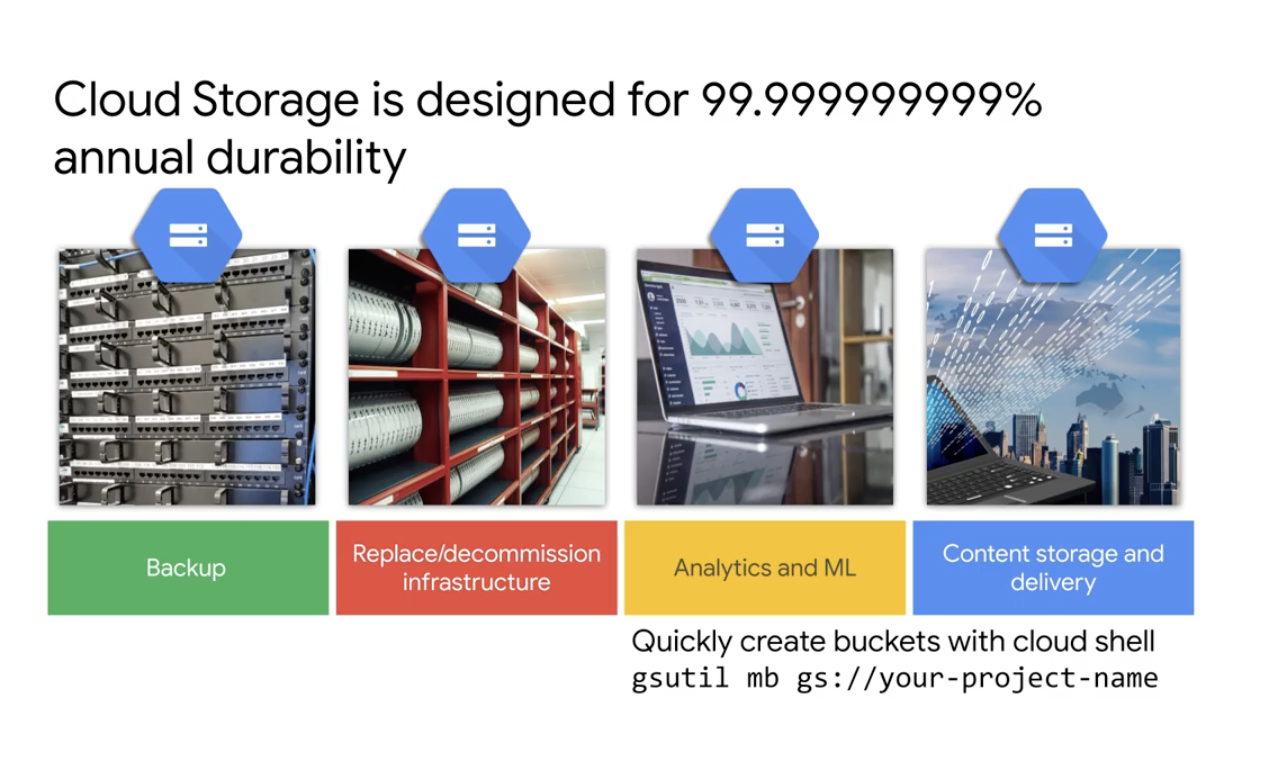 Cloud Storage is designed for 99.999999999%
annual durability
Backup
Replace/decommission
infrastructure
Analytics and ML
Content storage and
delivery
Quickly create buckets with cloud shell
gsutil mb gs://your-project-name